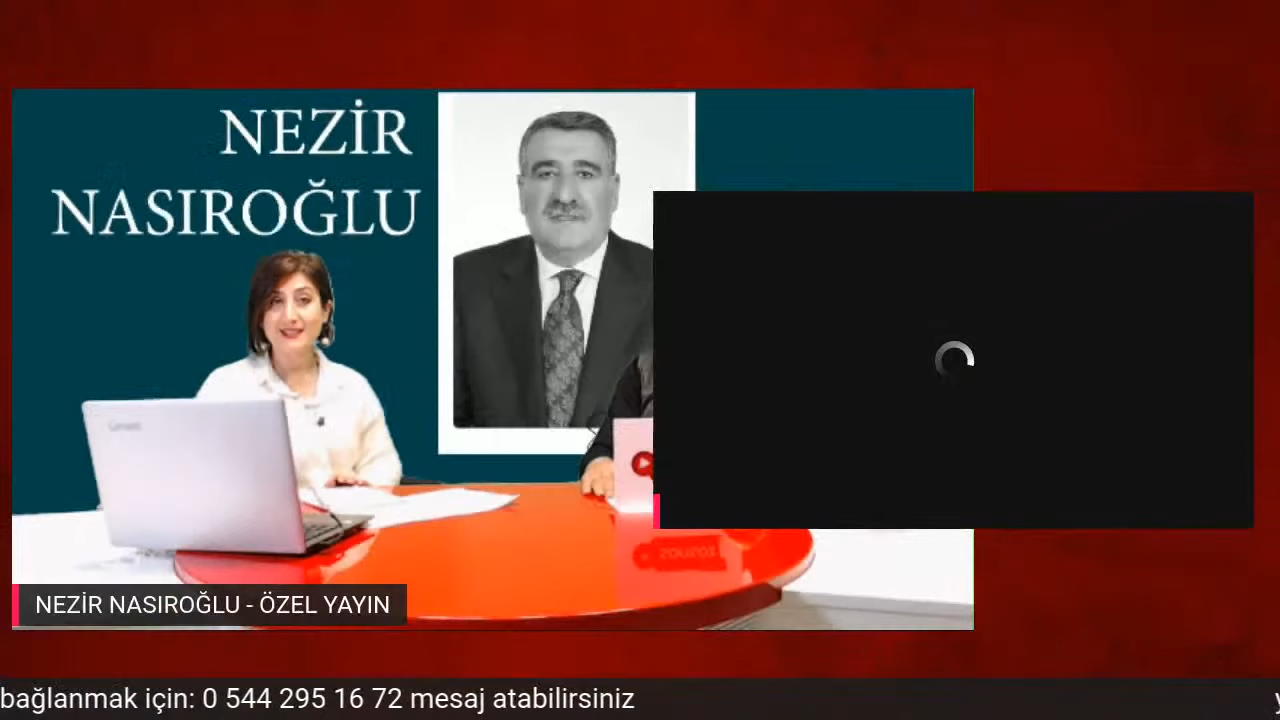 NEZİR
NASIROĞLU
NEZİR NASIROĞLU - ÖZEL YAYIN
bağlanmak için: 0 544 295 16 72 mesaj atabilirsiniz